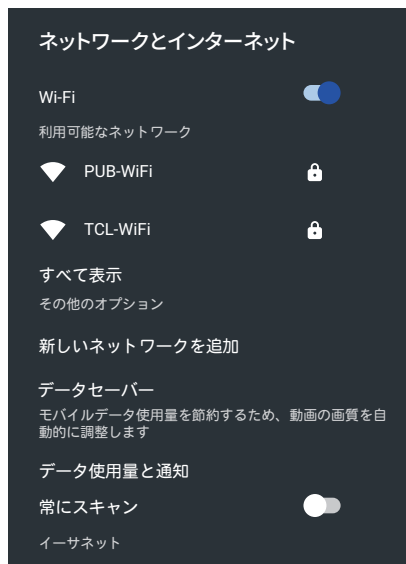 ネットワークとインターネット
Wi-Fi
利用可能なネットワーク
PUB-WiFi
TCL-WiFi
すべて表示
その他のオプション
新しいネットワークを追加
データセーバー
モバイルデータ使用量を節約するため、動画の画質を自
動的に調整します
データ使用量と通知
常にスキャン
イーサネット